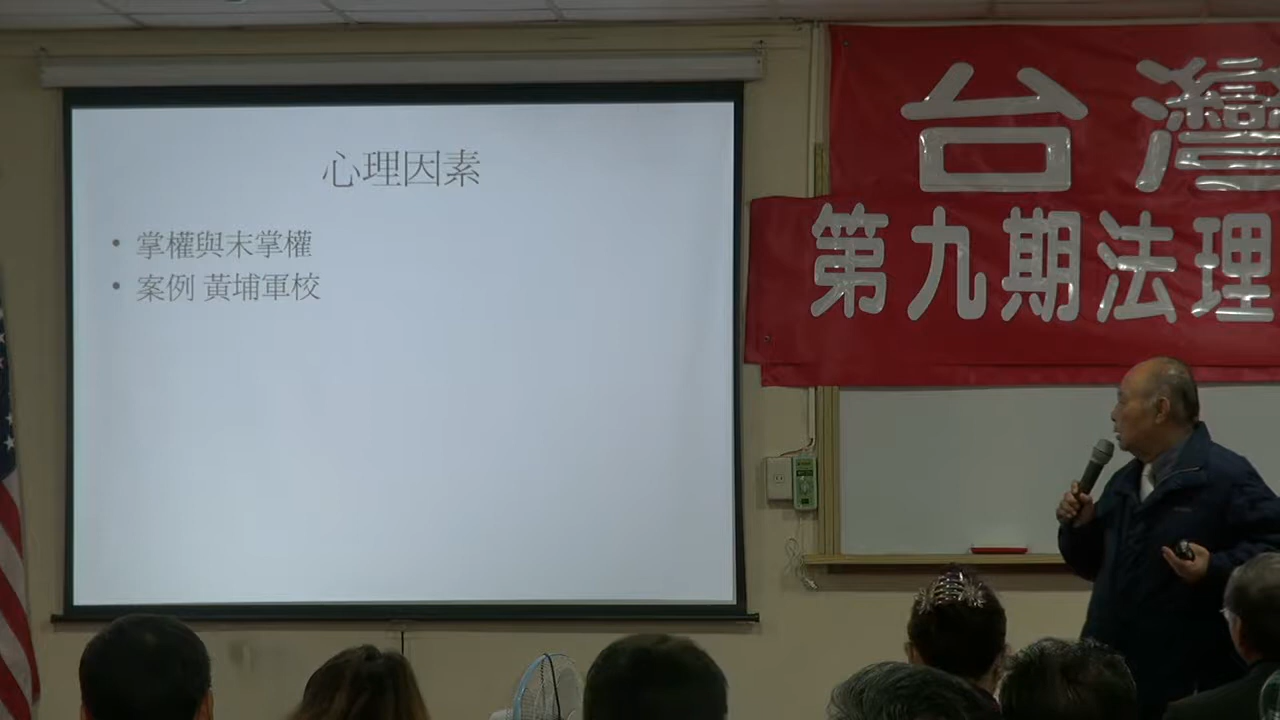 心理因素
• 掌權與末掌權
• 案例 黃埔軍校
台灣
第九期法理